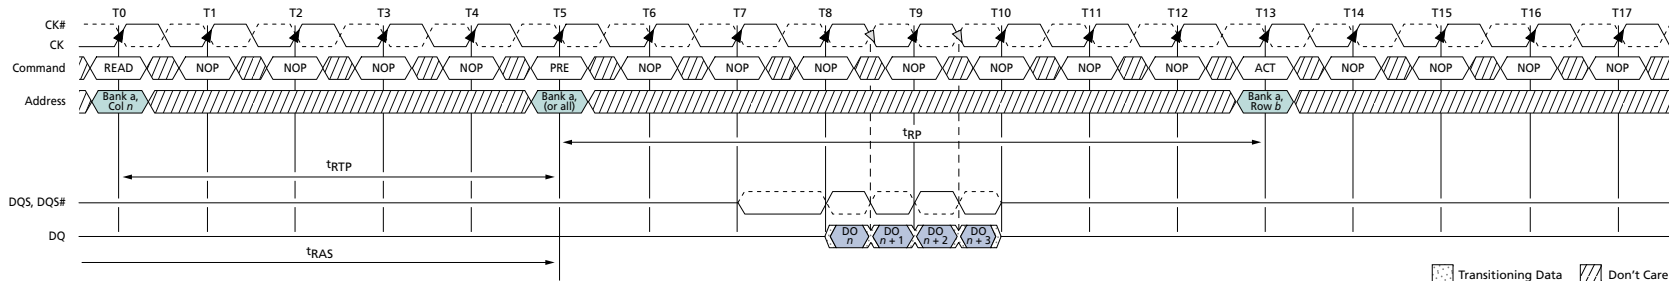 T0 T1 T2 T3 T4 T5 T6 T7 T8 T9 T10 T11 T12 T13 T14 T15 T16 T17
CK#
CK
Command READ NOP NOP NOP NOP PRE NOP NOP NOP NOP NOP NOP NOP ACT NOP NOP NOP NOP
Address Bank a, Col n Bank a, (or all) Bank a, Row b
tRP
tRTP
DQS, DQS#
DQ DO n DO n + 1 DO n + 2 DO n + 3
tRAS
Transitioning Data Don't Care